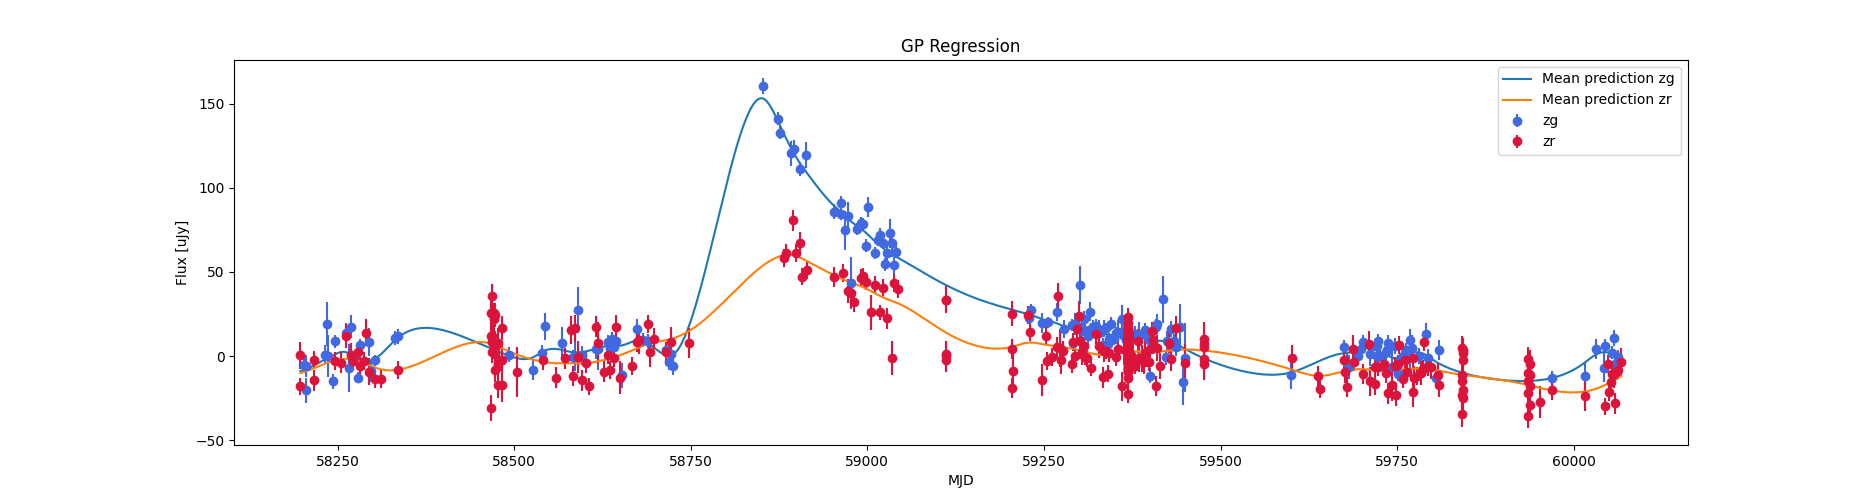 GP Regression
Mean prediction zg
Mean prediction zr
zg
zr
150
100
50
0
−50
Flux [uJy]
58250
58500
58750
59000
59250
59500
59750
60000
MJD